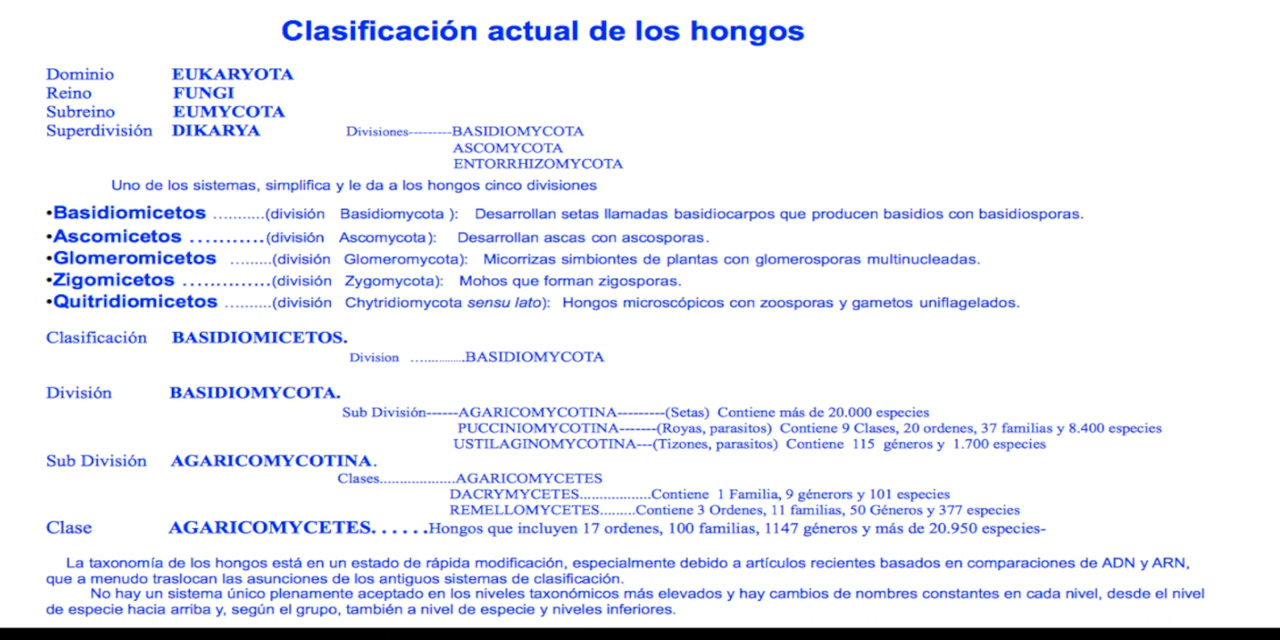 Clasificación actual de los hongos
Dominio EUKARYOTA
Reino FUNGI
Subreino EUMYCOTA
Superdivisión DIKARYA Divisiones---------BASIDIOMYCOTA
ASCOMYCOTA
ENTORRHIZOMYCOTA
Uno de los sistemas, simplifica y le da a los hongos cinco divisiones
•Basidiomicetos ……....(división Basidiomycota ): Desarrollan setas llamadas basidiocarpos que producen basidios con basidiosporas.
•Ascomicetos ………..(división Ascomycota): Desarrollan ascas con ascosporas.
•Glomeromicetos ….…..(división Glomeromycota): Micorrizas simbiontes de plantas con glomerosporas multinucleadas.
•Zigomicetos …………..(división Zygomycota): Mohos que forman zigosporas.
•Quitridiomicetos ….…...(división Chytridiomycota sensu lato): Hongos microscópicos con zoosporas y gametos uniflagelados.
Clasificación BASIDIOMICETOS.
Division ….............BASIDIOMYCOTA
División BASIDIOMYCOTA.
Sub División------AGARICOMYCOTINA---------(Setas) Contiene más de 20.000 especies
PUCCINIOMYCOTINA-------(Royas, parasitos) Contiene 9 Clases, 20 ordenes, 37 familias y 8.400 especies
USTILAGINOMYCOTINA---(Tizones, parasitos) Contiene 115 géneros y 1.700 especies
Sub División AGARICOMYCOTINA.
Clases...................AGARICOMYCETES
DACRYMYCETES..................Contiene 1 Familia, 9 génerors y 101 especies
REMELLOMYCETES.........Contiene 3 Ordenes, 11 familias, 50 Géneros y 377 especies
Clase AGARICOMYCETES. . . . . .Hongos que incluyen 17 ordenes, 100 familias, 1147 géneros y más de 20.950 especies-
La taxonomía de los hongos está en un estado de rápida modificación, especialmente debido a artículos recientes basados en comparaciones de ADN y ARN,
que a menudo traslocan las asunciones de los antiguos sistemas de clasificación.
No hay un sistema único plenamente aceptado en los niveles taxonómicos más elevados y hay cambios de nombres constantes en cada nivel, desde el nivel
de especie hacia arriba y, según el grupo, también a nivel de especie y niveles inferiores.